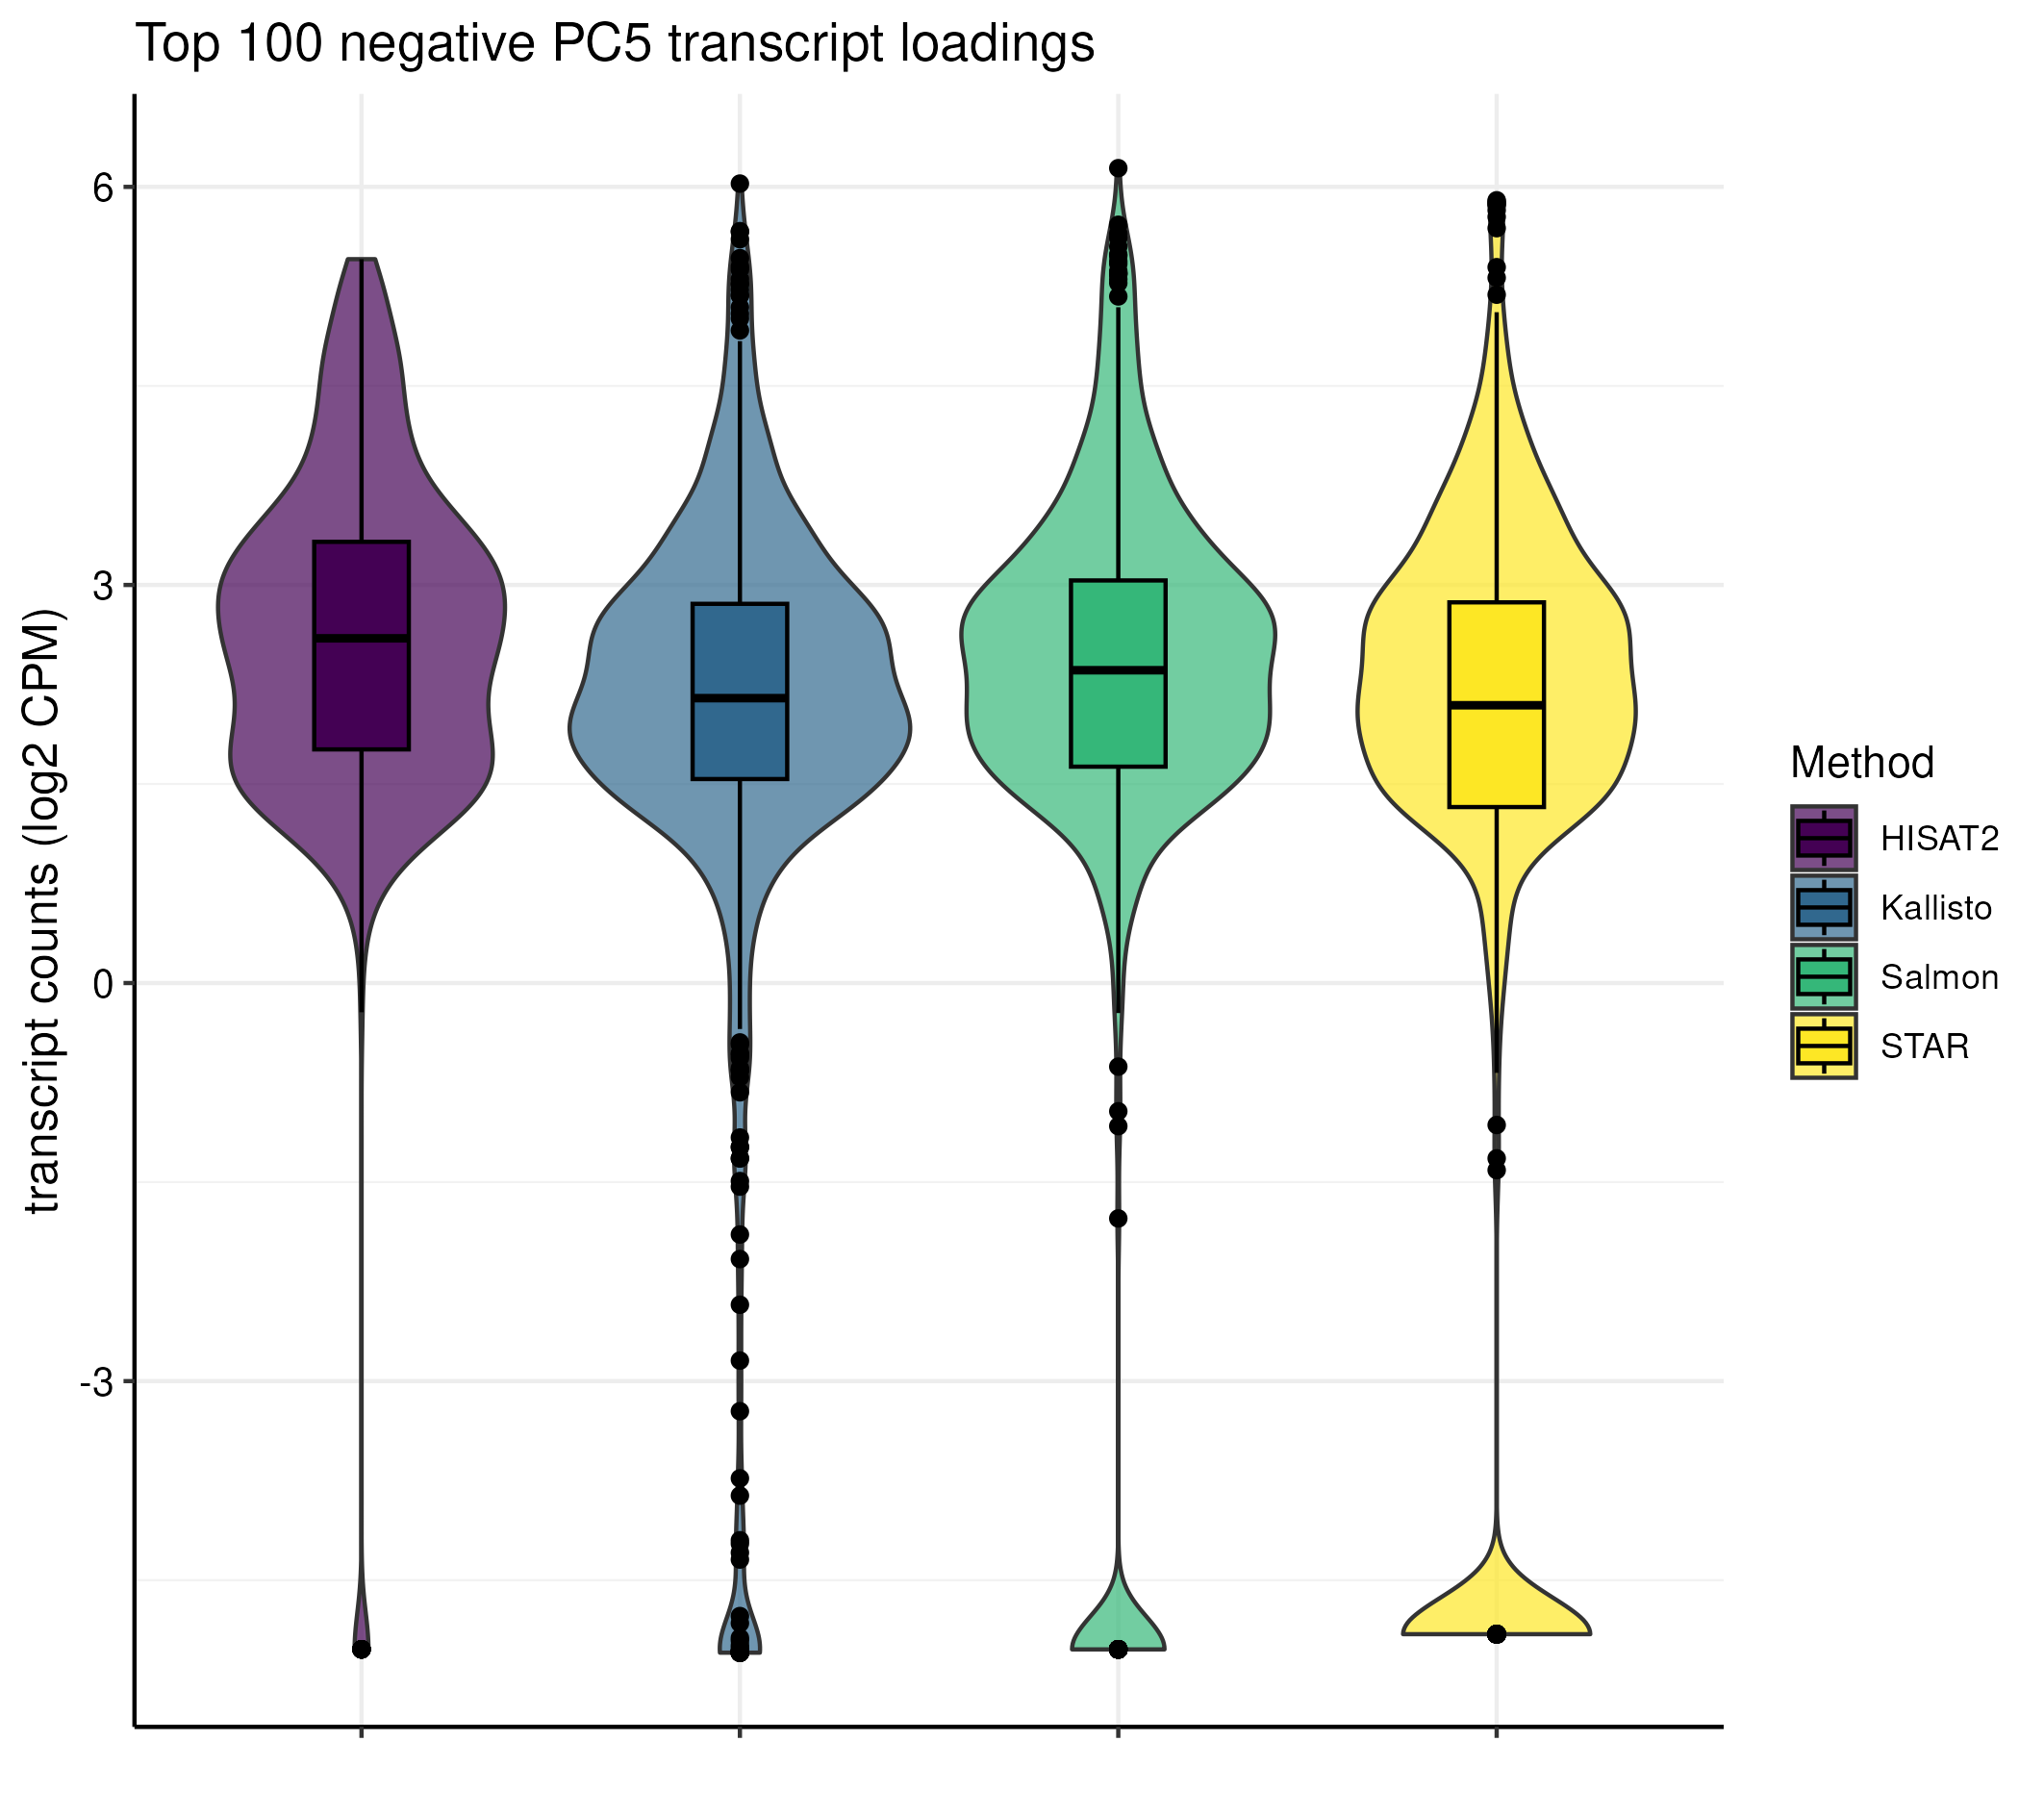 Top 100 negative PC5 transcript loadings
transcript counts (log2 CPM)
6
3
0
-3
Method
HISAT2
Kallisto
Salmon
STAR